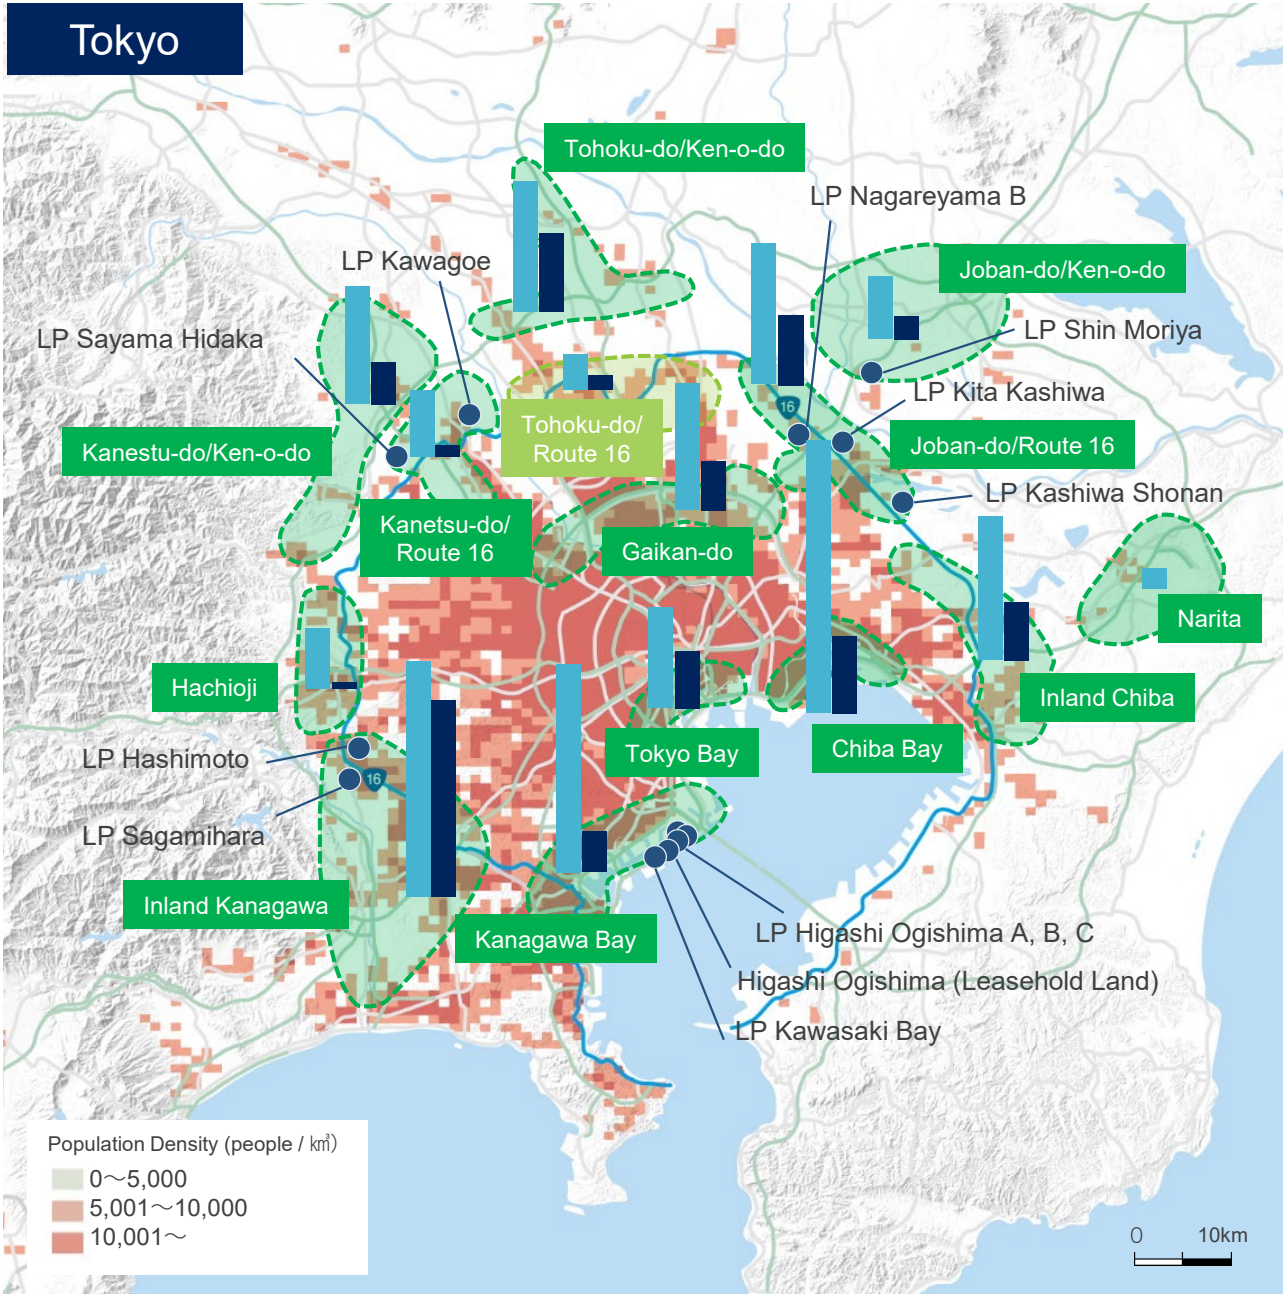 Tokyo
Tohoku-do/Ken-o-do
LP Nagareyama B
LP Kawagoe
Joban-do/Ken-o-do
LP Sayama Hidaka
LP Shin Moriya
LP Kita Kashiwa
16
Tohoku-do/
Route 16
Kanestu-do/Ken-o-do
Joban-do/Route 16
LP Kashiwa Shonan
Kanetsu-do/
Route 16
Gaikan-do
Narita
Hachioji
Inland Chiba
Tokyo Bay
Chiba Bay
LP Hashimoto
16
LP Sagamihara
Inland Kanagawa
Kanagawa Bay
LP Higashi Ogishima A, B, C
Higashi Ogishima (Leasehold Land)
LP Kawasaki Bay
Population Density (people / ㎢)
0～5,000
5,001～10,000
10,001～
0 10km